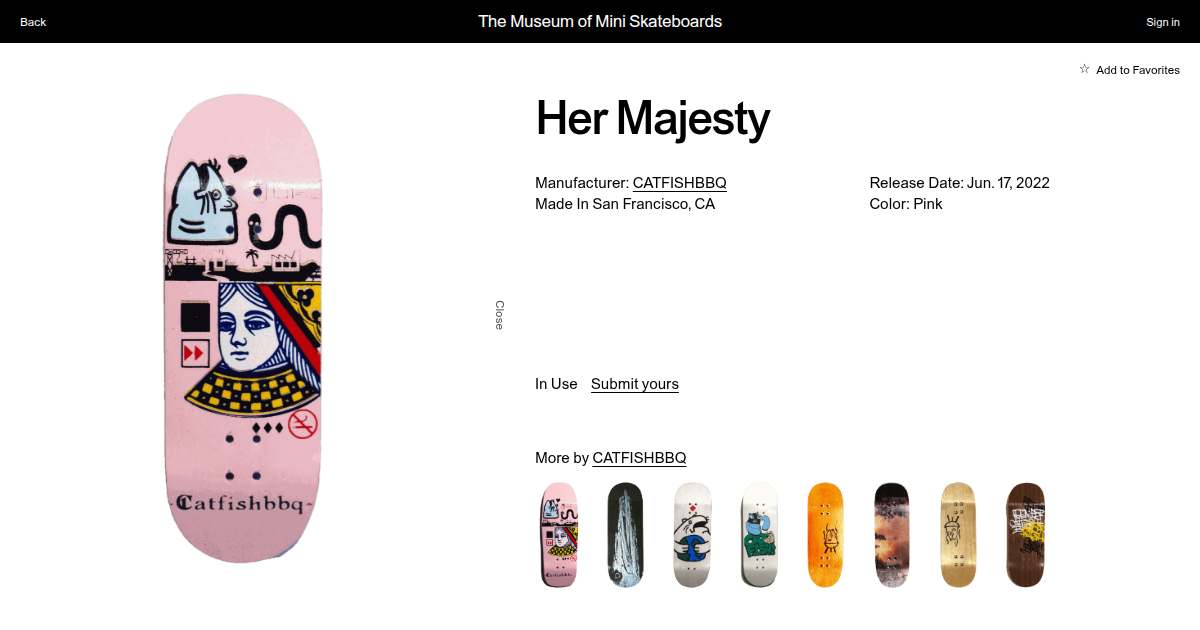 Back
The Museum of Mini Skateboards
Sign in
☆ Add to Favorites
Her Majesty
Manufacturer: CATFISHBBQ
Made In San Francisco, CA
Release Date: Jun. 17, 2022
Color: Pink
Close
-Catfishbbq-
In Use
Submit yours
More by CATFISHBBQ